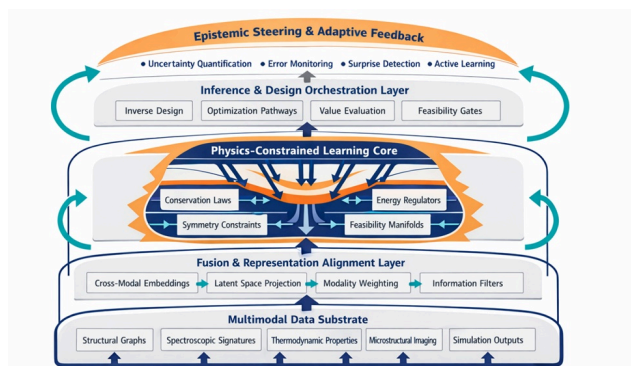 Epistemic Steering & Adaptive Feedback
• Uncertainty Quantification • Error Monitoring • Surprise Detection • Active Learning
Inference & Design Orchestration Layer
Inverse Design
Optimization Pathways
Value Evaluation
Feasibility Gates
Physics-Constrained Learning Core
Conservation Laws
Energy Regulators
Symmetry Constraints
Feasibility Manifolds
Fusion & Representation Alignment Layer
Cross-Modal Embeddings
Latent Space Projection
Modality Weighting
Information Filters
Multimodal Data Substrate
Structural Graphs
Spectroscopic Signatures
Thermodynamic Properties
Microstructural Imaging
Simulation Outputs